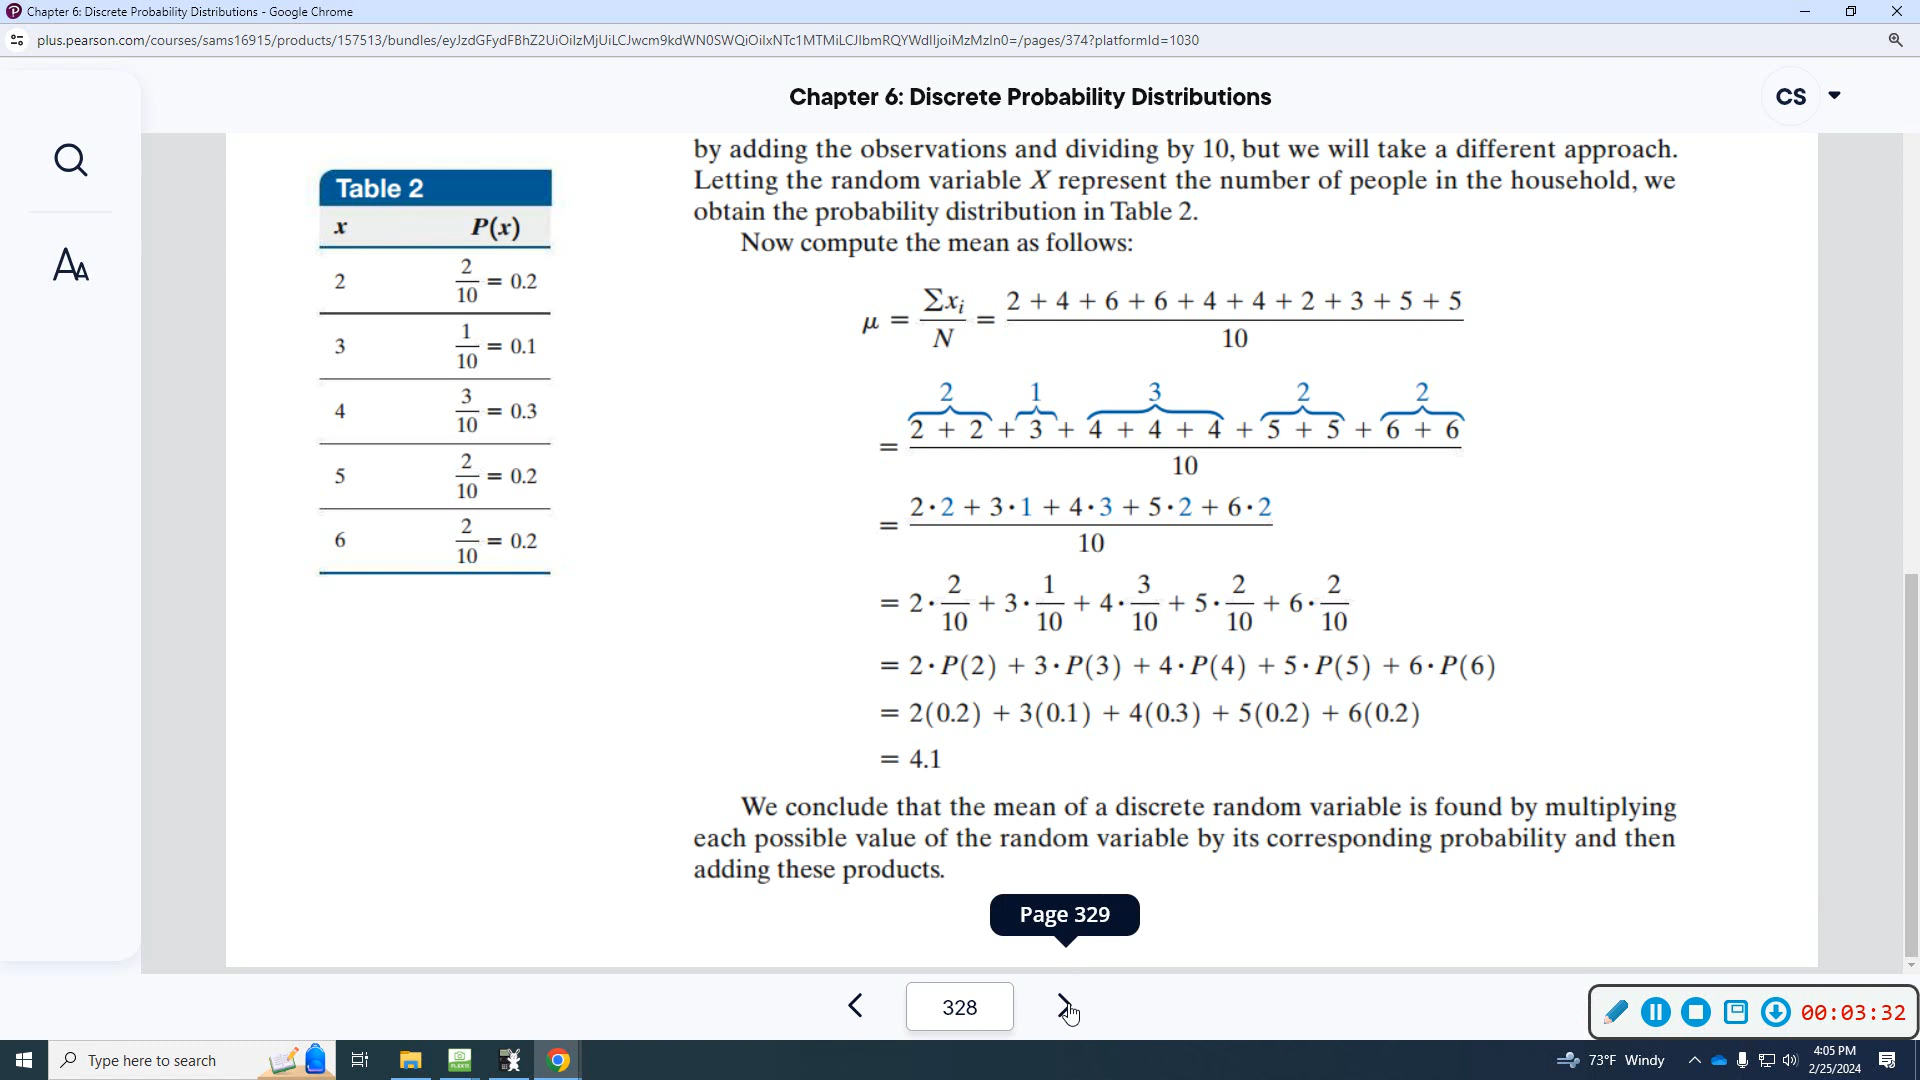 Chapter 6: Discrete Probability Distributions - Google Chrome
plus.pearson.com/courses/sams16915/products/157513/bundles/eyJzdGFydFBhZ2UiOiIzMjUiLCJwcm9kdWN0SWQiOiIxNTc1MTMiLCJlbmRQYWdlIjoiMzMzIn0=/pages/374?platformId=1030
Chapter 6: Discrete Probability Distributions
CS
by adding the observations and dividing by 10, but we will take a different approach.
Letting the random variable X represent the number of people in the household, we
obtain the probability distribution in Table 2.
Now compute the mean as follows:
Table 2
x P(x)
2 2/10 = 0.2
3 1/10 = 0.1
4 3/10 = 0.3
5 2/10 = 0.2
6 2/10 = 0.2
μ = Σxᵢ/N = (2 + 4 + 6 + 6 + 4 + 4 + 2 + 3 + 5 + 5)/10
2 1 3 2 2
= (2 + 2 + 3 + 4 + 4 + 4 + 5 + 5 + 6 + 6)/10
= (2·2 + 3·1 + 4·3 + 5·2 + 6·2)/10
= 2·2/10 + 3·1/10 + 4·3/10 + 5·2/10 + 6·2/10
= 2·P(2) + 3·P(3) + 4·P(4) + 5·P(5) + 6·P(6)
= 2(0.2) + 3(0.1) + 4(0.3) + 5(0.2) + 6(0.2)
= 4.1
We conclude that the mean of a discrete random variable is found by multiplying
each possible value of the random variable by its corresponding probability and then
adding these products.
Page 329
328
00:03:32
Type here to search
73°F Windy
4:05 PM
2/25/2024